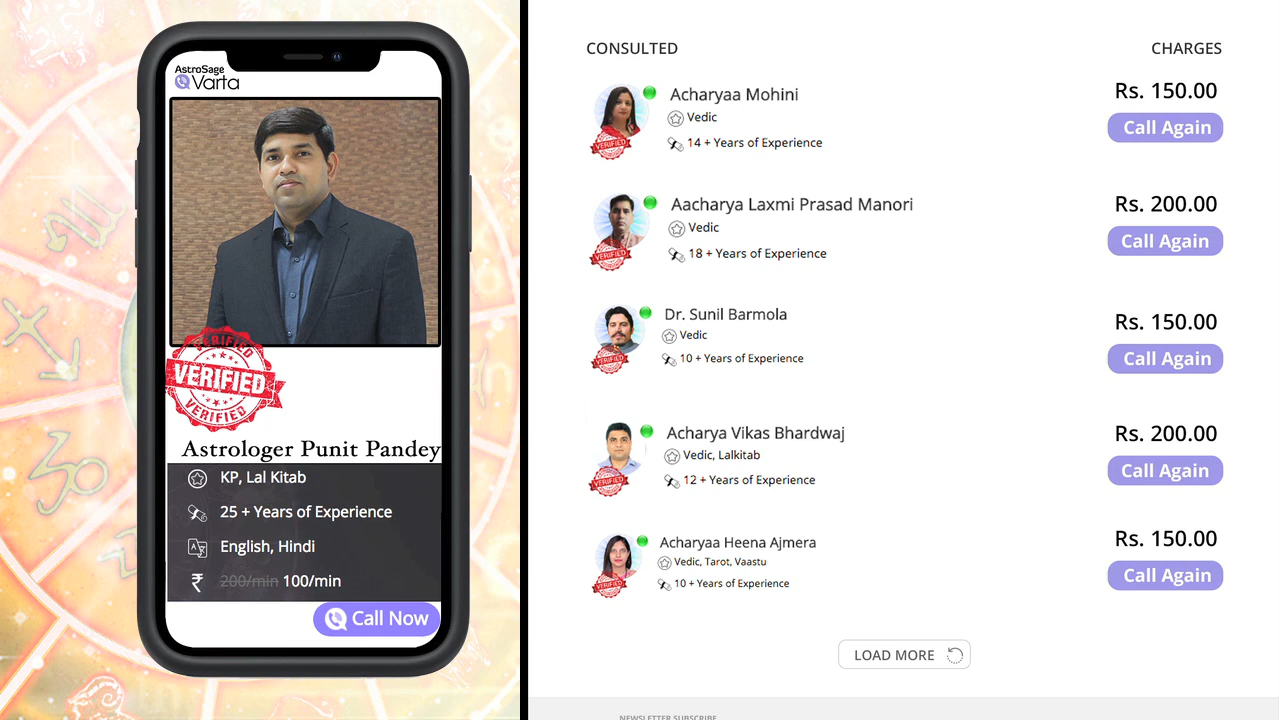 AstroSage
Varta
VERIFIED
VERIFIED
VERIFIED
Astrologer Punit Pandey
KP, Lal Kitab
25 + Years of Experience
English, Hindi
₹ 200/min 100/min
Call Now
CONSULTED
CHARGES
Acharyaa Mohini
Vedic
14 + Years of Experience
VERIFIED
Rs. 150.00
Call Again
Aacharya Laxmi Prasad Manori
Vedic
18 + Years of Experience
VERIFIED
Rs. 200.00
Call Again
Dr. Sunil Barmola
Vedic
10 + Years of Experience
VERIFIED
Rs. 150.00
Call Again
Acharya Vikas Bhardwaj
Vedic, Lalkitab
12 + Years of Experience
VERIFIED
Rs. 200.00
Call Again
Acharyaa Heena Ajmera
Vedic, Tarot, Vaastu
10 + Years of Experience
VERIFIED
Rs. 150.00
Call Again
LOAD MORE
NEWSLETTER SUBSCRIBE